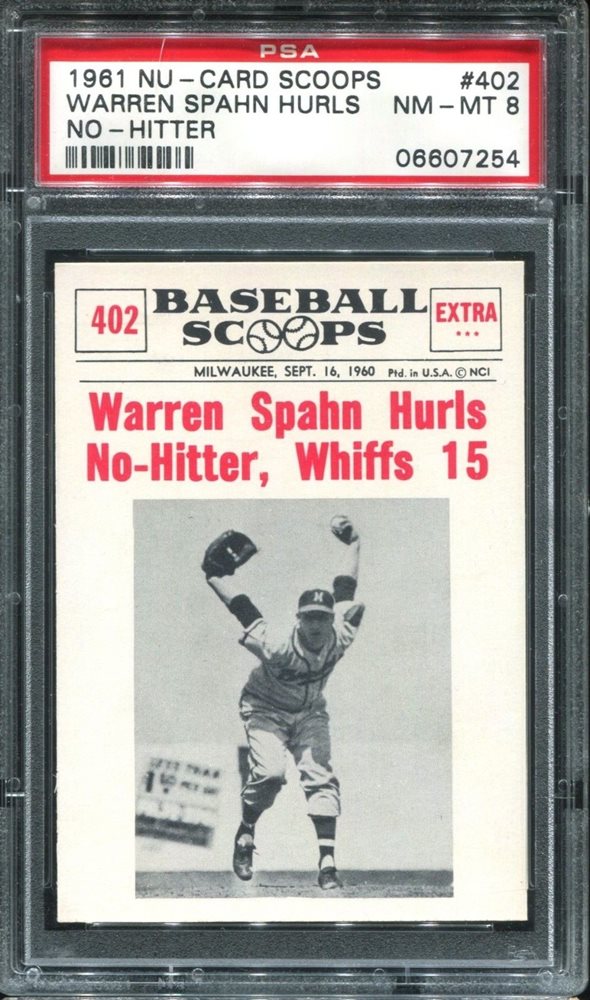 PSA
1961 NU-CARD SCOOPS #402
WARREN SPAHN HURLS NM-MT 8
NO-HITTER
06607254
402 BASEBALL EXTRA
SCOOPS ***
MILWAUKEE, SEPT. 16, 1960 Ptd. in U.S.A. © NCI
Warren Spahn Hurls
No-Hitter, Whiffs 15
M